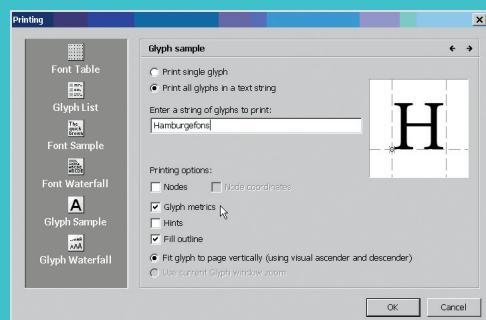 Printing
Font Table
Glyph List
The
quick
Brown
Font Sample
Font Waterfall
A
Glyph Sample
Glyph Waterfall
Glyph sample
Print single glyph
Print all glyphs in a text string
Enter a string of glyphs to print:
Hamburgefons
H
Printing options:
Nodes Node coordinates
Glyph metrics
Hints
Fill outline
Fit glyph to page vertically (using visual ascender and descender)
Use current Glyph window zoom
OK Cancel